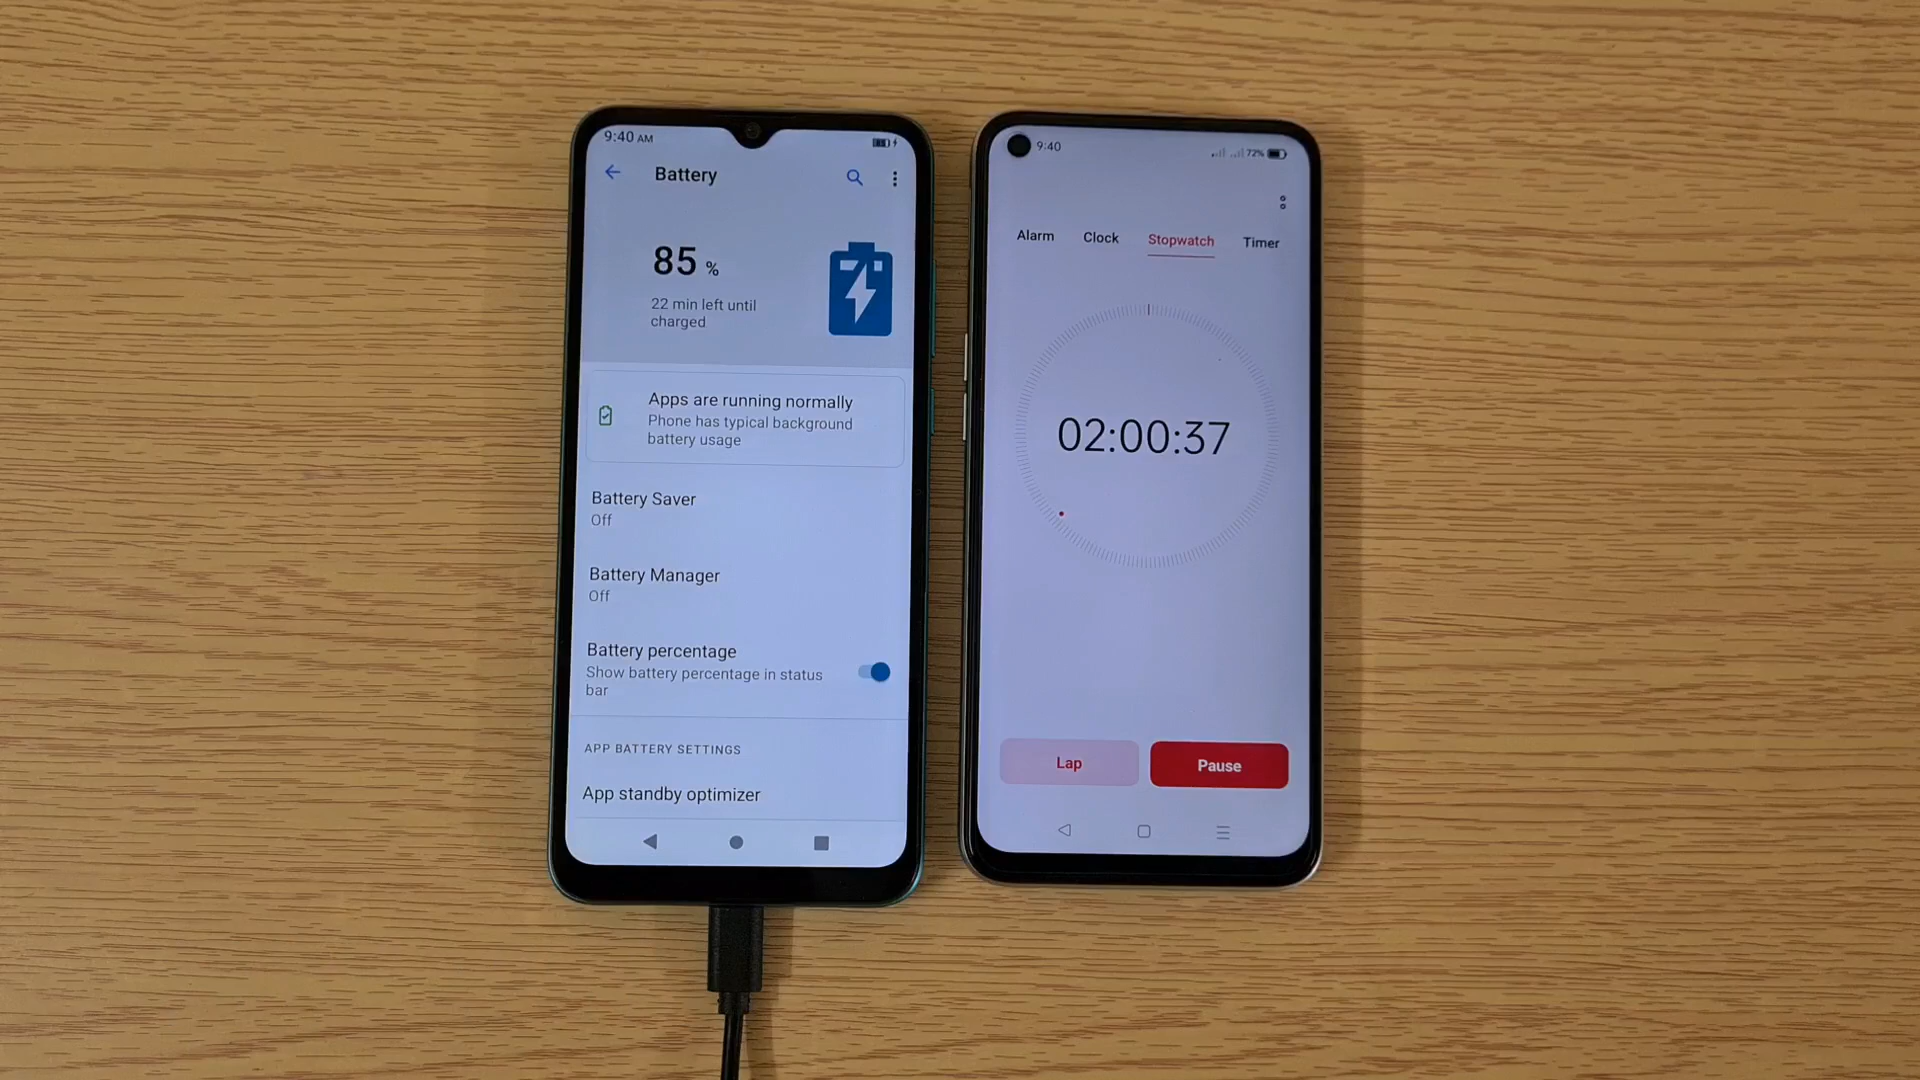 9:40 AM
Battery
85 %
22 min left until
charged
Apps are running normally
Phone has typical background
battery usage
Battery Saver
Off
Battery Manager
Off
Battery percentage
Show battery percentage in status
bar
APP BATTERY SETTINGS
App standby optimizer
9:40
72%
Alarm Clock Stopwatch Timer
02:00:37
Lap Pause